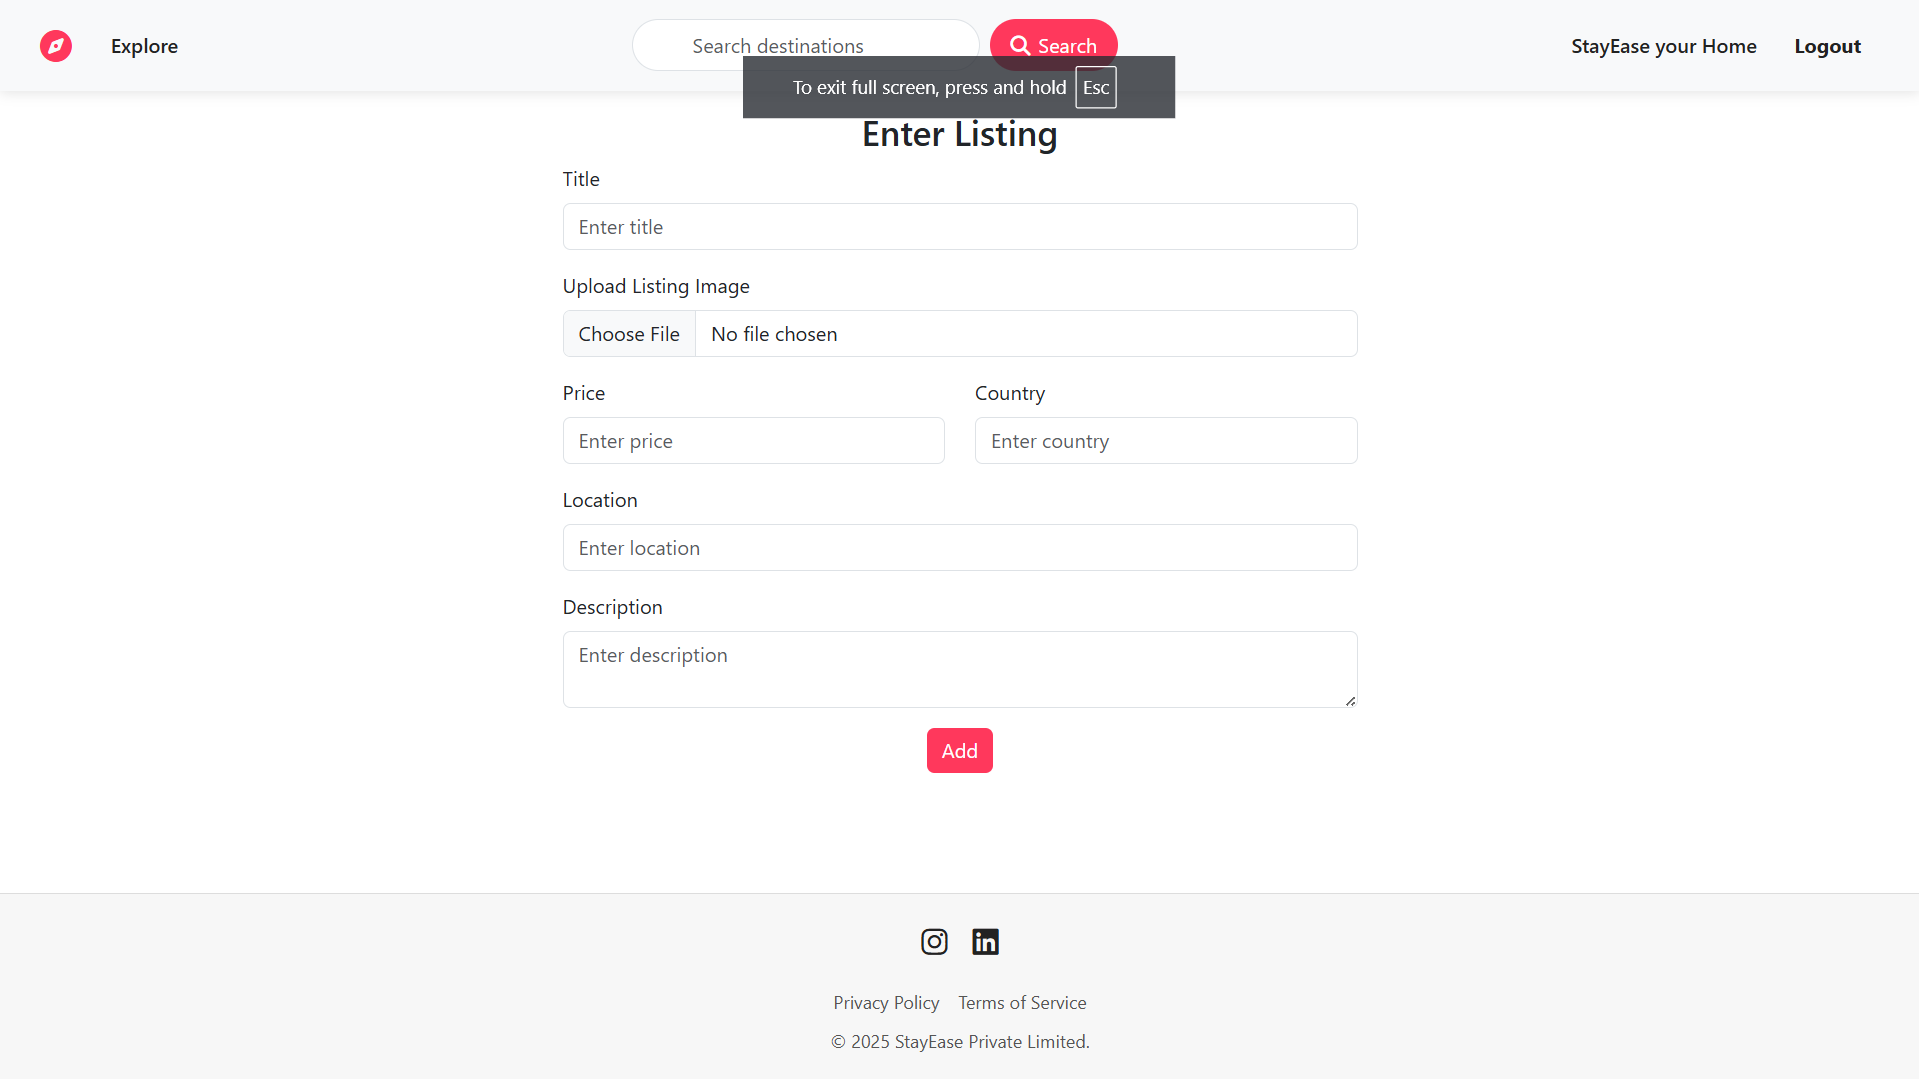 Explore
Search destinations
Search
StayEase your Home
Logout
To exit full screen, press and hold Esc
Enter Listing
Title
Enter title
Upload Listing Image
Choose File No file chosen
Price
Country
Enter price
Enter country
Location
Enter location
Description
Enter description
Add
Privacy Policy Terms of Service
© 2025 StayEase Private Limited.